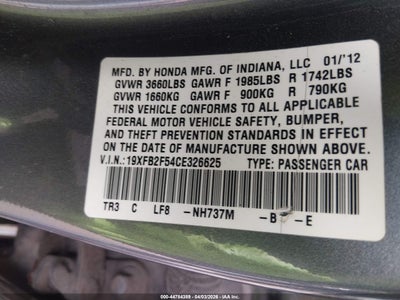 MFD. BY HONDA MFG. OF INDIANA, LLC 01/'12
GVWR 3660LBS GAWR F 1985LBS R 1742LBS
GVWR 1660KG GAWR F 900KG R 790KG
THIS VEHICLE CONFORMS TO ALL APPLICABLE
FEDERAL MOTOR VEHICLE SAFETY, BUMPER,
AND THEFT PREVENTION STANDARDS IN EFFECT
ON THE DATE OF MANUFACTURE SHOWN ABOVE.
V.I.N.: 19XFB2F54CE326625 TYPE: PASSENGER CAR
TR3 C LF8 -NH737M -B -E
000-44784389 - 04/03/2026 - IAAI.COM